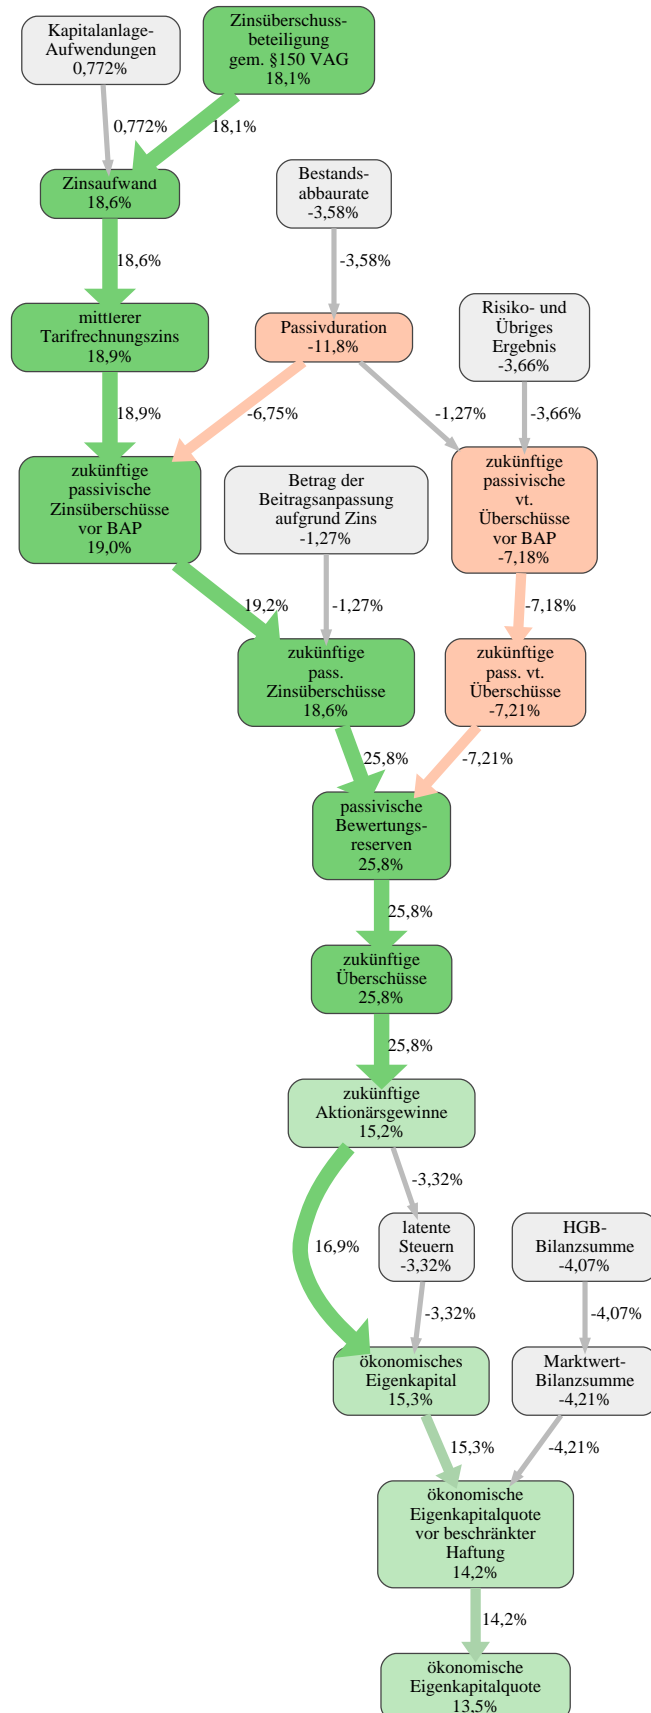 Kapitalanlage-
Aufwendungen
0,772%
Zinsüberschuss-
beteiligung
gem. §150 VAG
18,1%
0,772%
18,1%
Zinsaufwand
18,6%
Bestands-
abbaurate
-3,58%
18,6%
-3,58%
mittlerer
Tarifrechnungszins
18,9%
Passivduration
-11,8%
Risiko- und
Übriges
Ergebnis
-3,66%
18,9%
-6,75%
-1,27%
-3,66%
zukünftige
passivische
Zinsüberschüsse
vor BAP
19,0%
Betrag der
Beitragsanpassung
aufgrund Zins
-1,27%
zukünftige
passivische
vt.
Überschüsse
vor BAP
-7,18%
19,2%
-1,27%
-7,18%
zukünftige
pass.
Zinsüberschüsse
18,6%
zukünftige
pass. vt.
Überschüsse
-7,21%
25,8%
-7,21%
passivische
Bewertungs-
reserven
25,8%
25,8%
zukünftige
Überschüsse
25,8%
25,8%
zukünftige
Aktionärsgewinne
15,2%
-3,32%
16,9%
latente
Steuern
-3,32%
HGB-
Bilanzsumme
-4,07%
-3,32%
-4,07%
ökonomisches
Eigenkapital
15,3%
Marktwert-
Bilanzsumme
-4,21%
15,3%
-4,21%
ökonomische
Eigenkapitalquote
vor beschränkter
Haftung
14,2%
14,2%
ökonomische
Eigenkapitalquote
13,5%